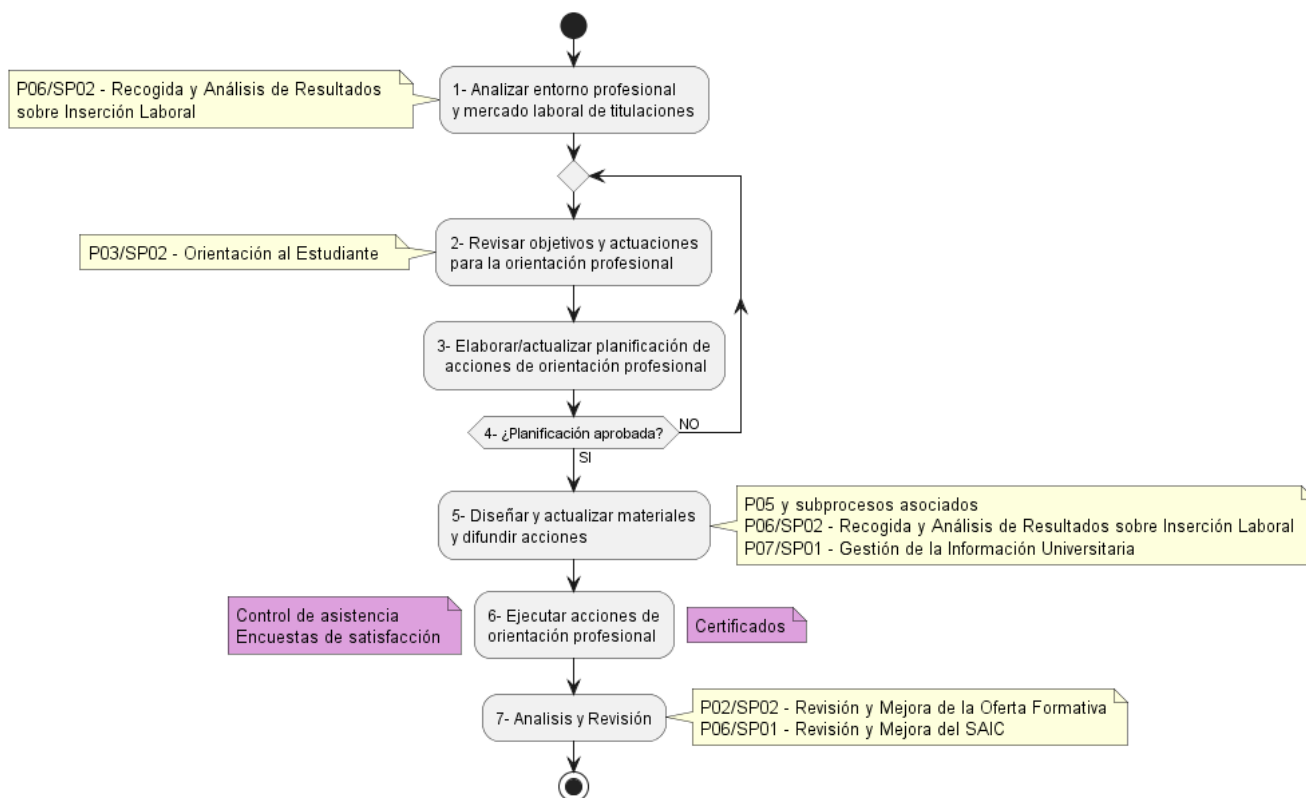 P06/SP02 - Recogida y Análisis de Resultados
sobre Inserción Laboral
1- Analizar entorno profesional
y mercado laboral de titulaciones
P03/SP02 - Orientación al Estudiante
2- Revisar objetivos y actuaciones
para la orientación profesional
3- Elaborar/actualizar planificación de
acciones de orientación profesional
4- ¿Planificación aprobada?
NO
SI
5- Diseñar y actualizar materiales
y difundir acciones
P05 y subprocesos asociados
P06/SP02 - Recogida y Análisis de Resultados sobre Inserción Laboral
P07/SP01 - Gestión de la Información Universitaria
Control de asistencia
Encuestas de satisfacción
6- Ejecutar acciones de
orientación profesional
Certificados
7- Analisis y Revisión
P02/SP02 - Revisión y Mejora de la Oferta Formativa
P06/SP01 - Revisión y Mejora del SAIC